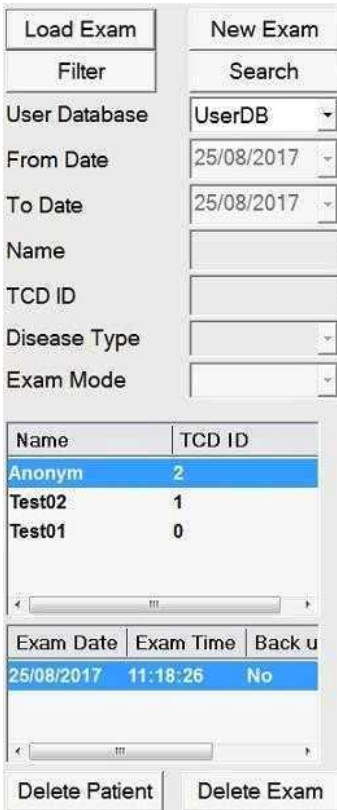 Load Exam New Exam
Filter Search
User Database UserDB
From Date 25/08/2017
To Date 25/08/2017
Name
TCD ID
Disease Type
Exam Mode
Name TCD ID
Anonym 2
Test02 1
Test01 0
Exam Date Exam Time Back u
25/08/2017 11:18:26 No
Delete Patient Delete Exam